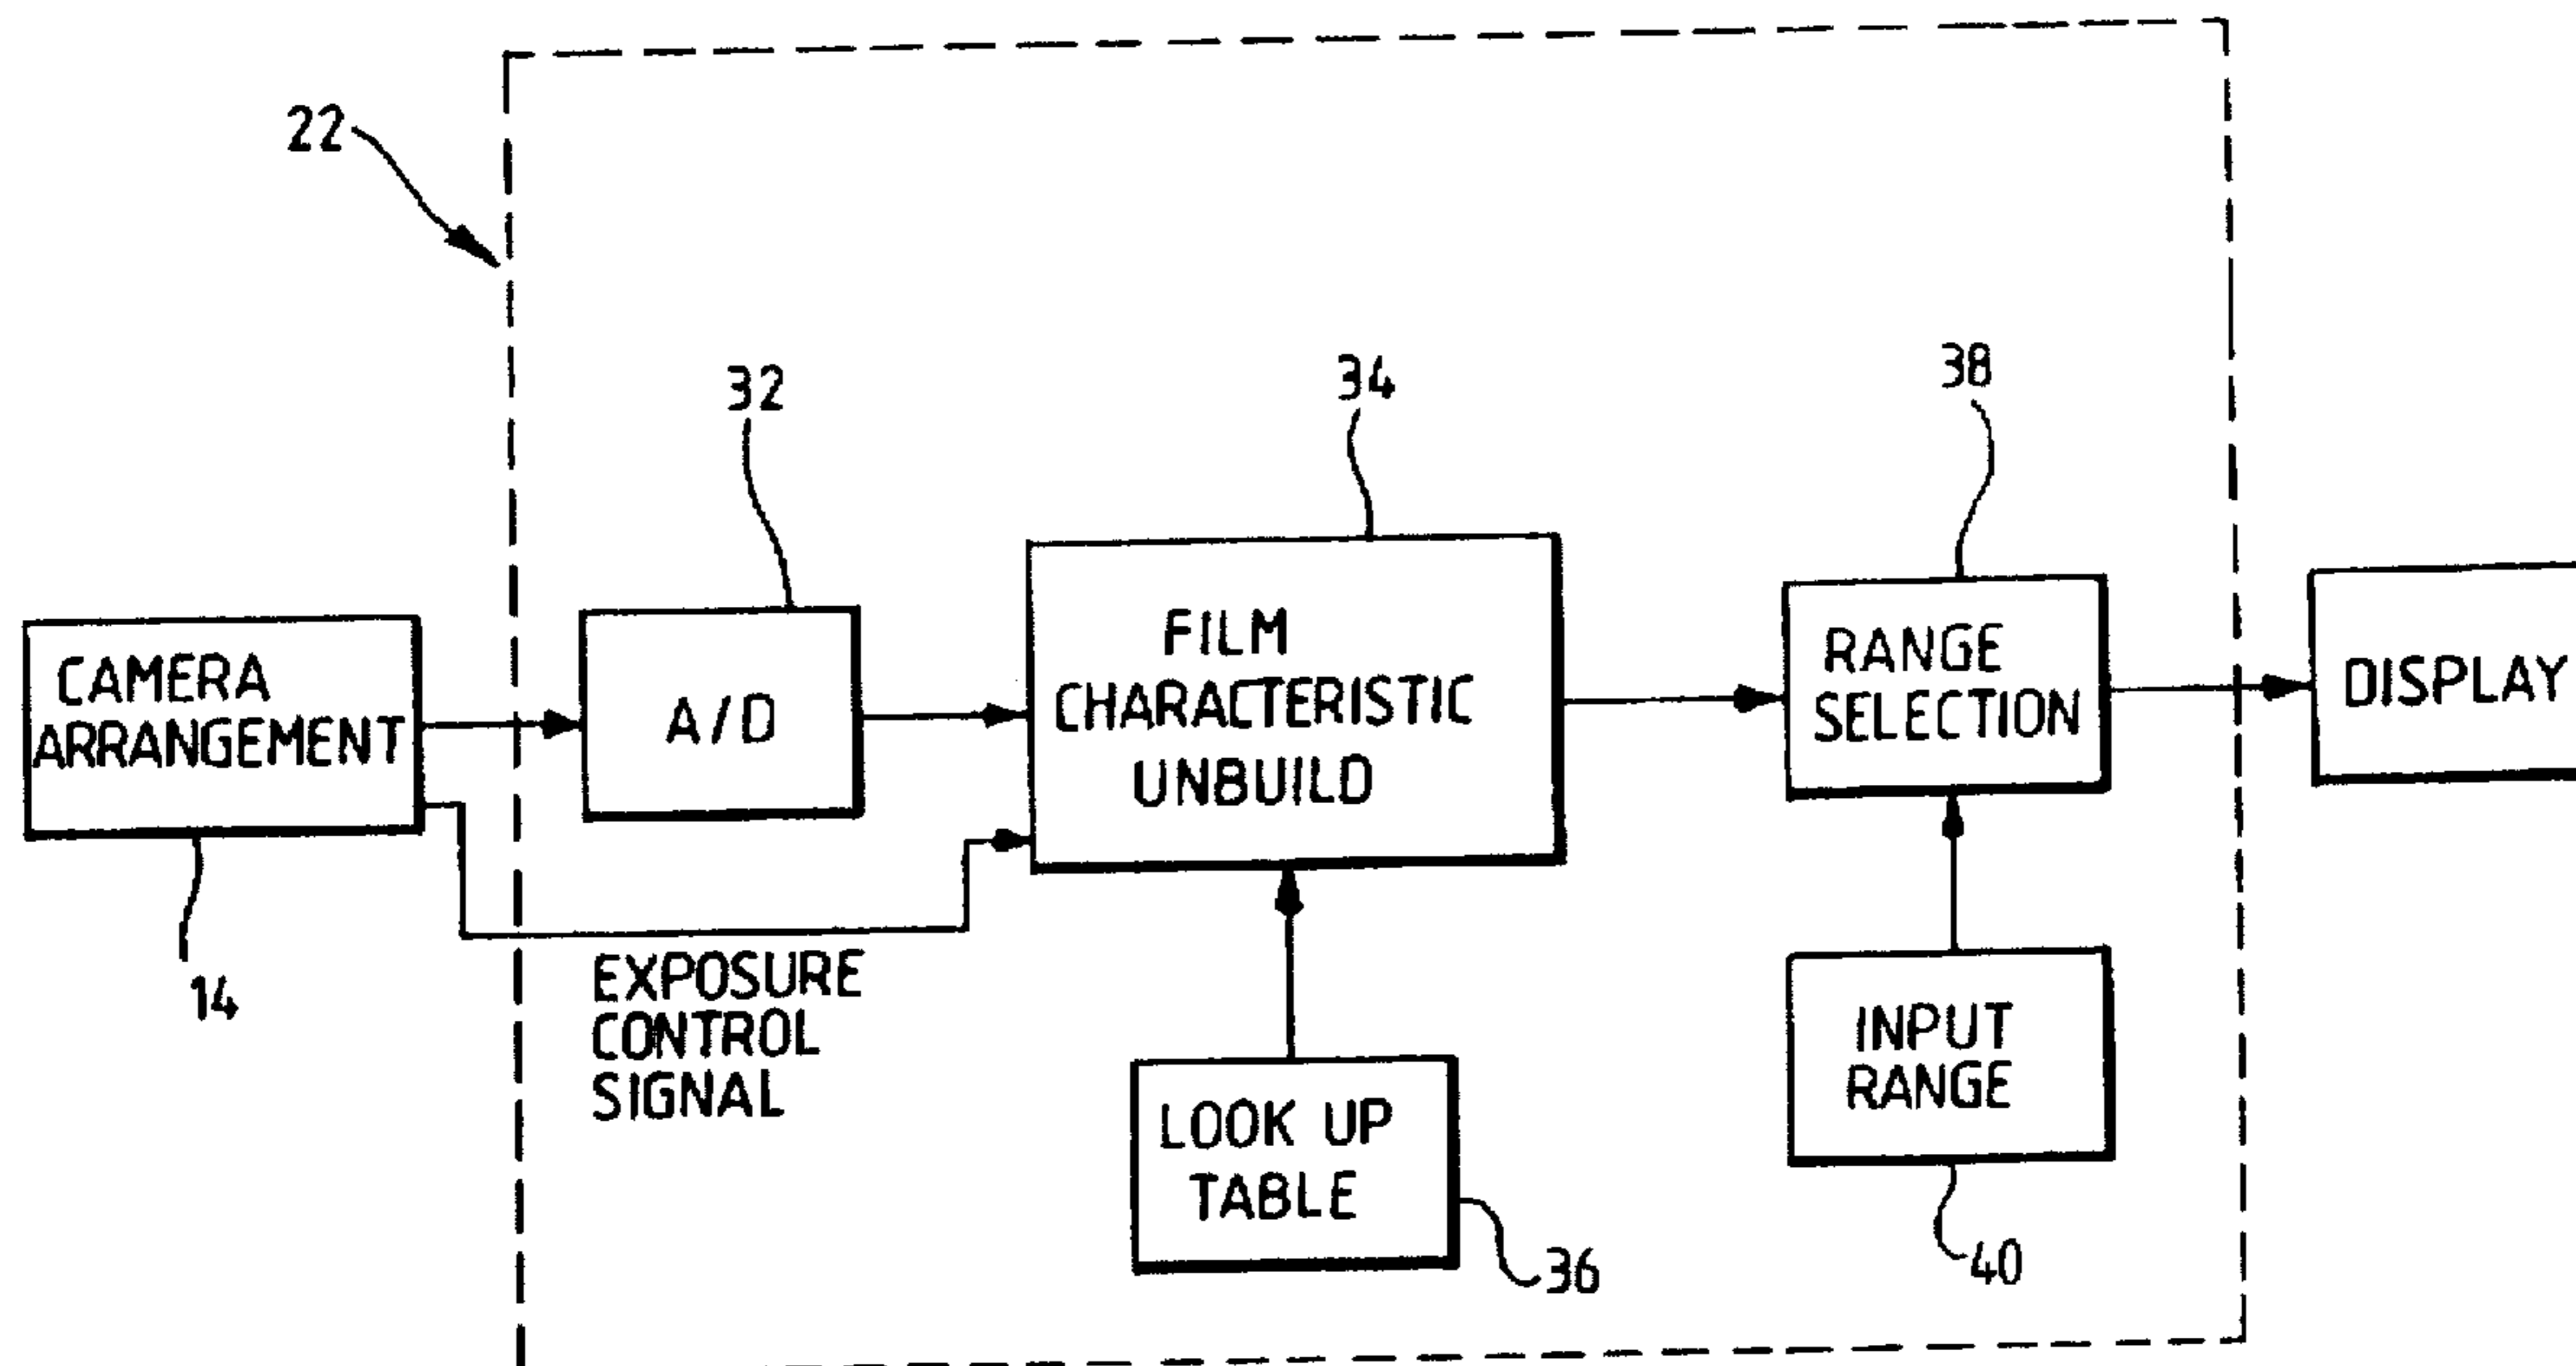 22
32
34
38
CAMERA
ARRANGEMENT
A/D
FILM
CHARACTERISTIC
UNBUILD
RANGE
SELECTION
DISPLAY
14
EXPOSURE
CONTROL
SIGNAL
LOOK UP
TABLE
36
INPUT
RANGE
40